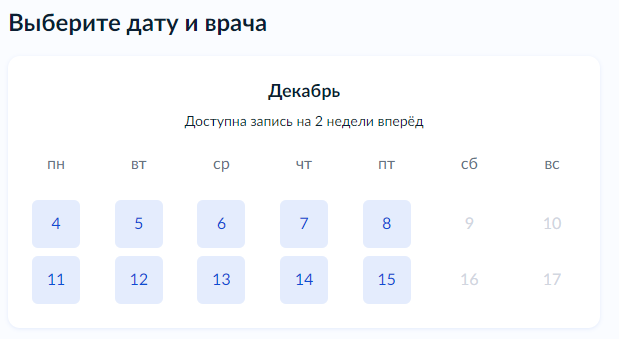 Выберите дату и врача
Декабрь
Доступна запись на 2 недели вперёд
пн вт ср чт пт сб вс
4 5 6 7 8 9 10
11 12 13 14 15 16 17